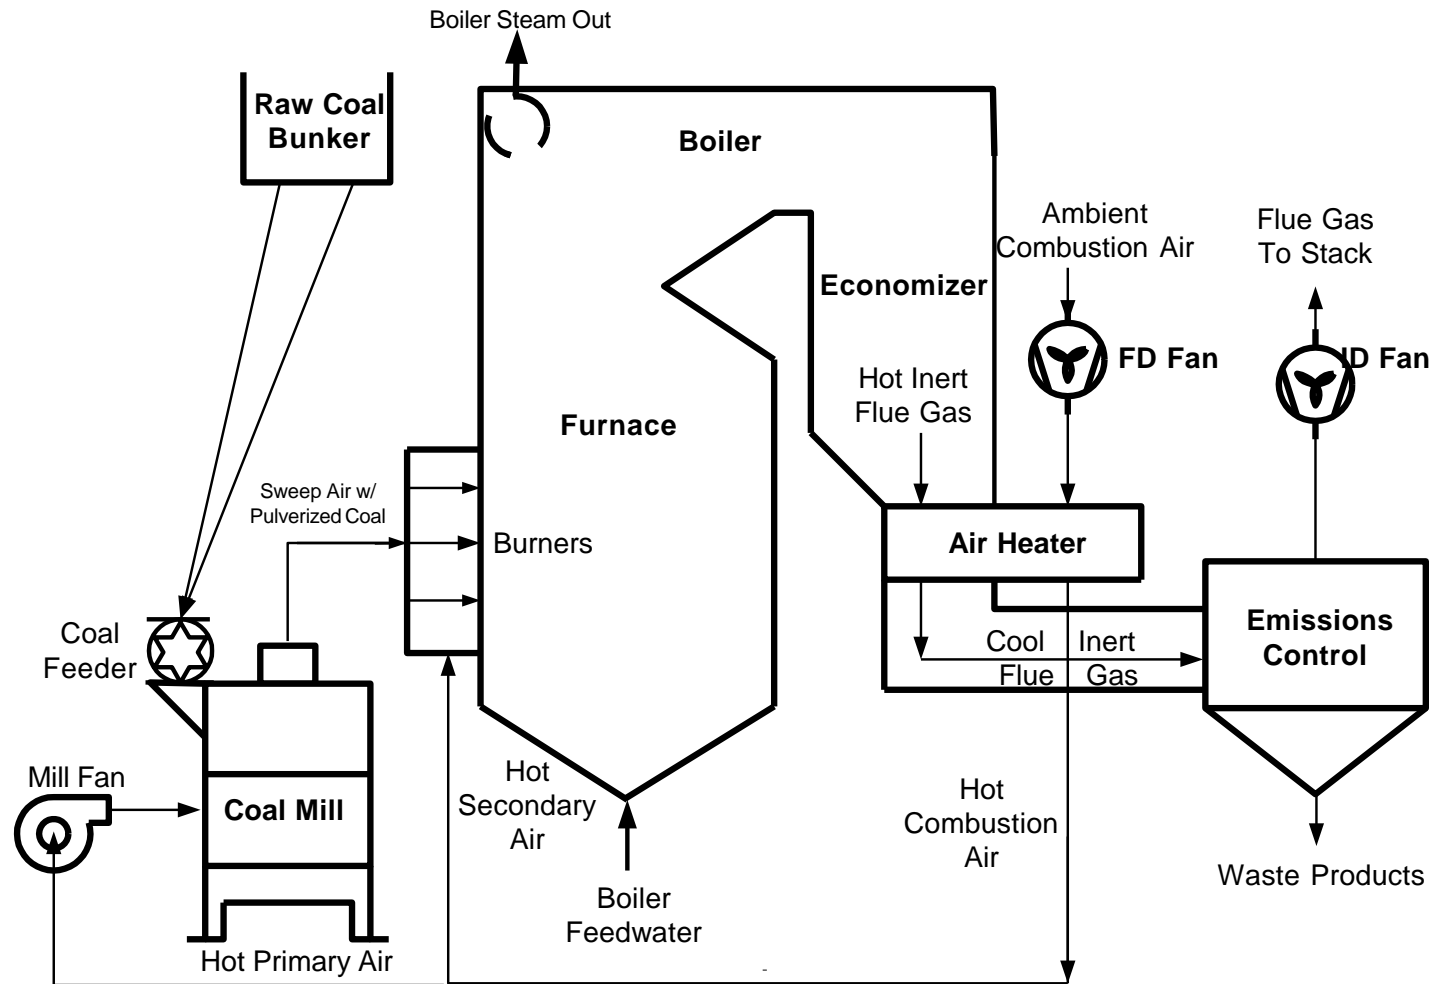 Boiler Steam Out
Raw Coal
Bunker
Boiler
Ambient
Combustion Air
Flue Gas
To Stack
Economizer
FD Fan
ID Fan
Hot Inert
Flue Gas
Furnace
Sweep Air w/
Pulverized Coal
Burners
Air Heater
Coal
Feeder
Emissions
Control
Cool Inert
Flue Gas
Mill Fan
Coal Mill
Hot
Secondary
Air
Hot
Combustion
Air
Boiler
Feedwater
Waste Products
Hot Primary Air